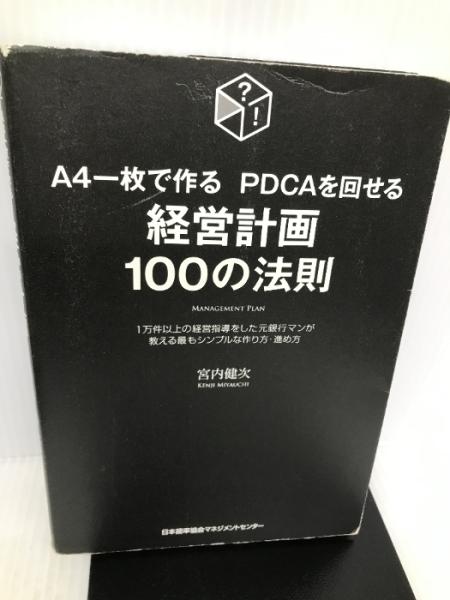 ?
!
A4一枚で作る PDCAを回せる
経営計画
100の法則
MANAGEMENT PLAN
1万件以上の経営指導をした元銀行マンが
教える最もシンプルな作り方・進め方
宮内健次
KENJI MIYAUCHI
日本能率協会マネジメントセンター